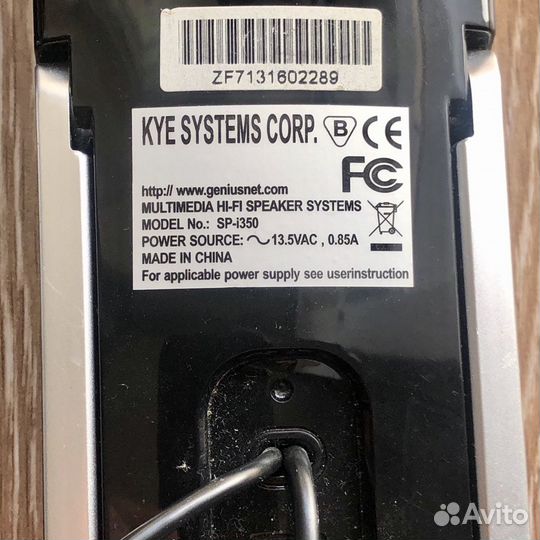 ZF7131602289
KYE SYSTEMS CORP. B CE
FC
http://www.geniusnet.com
MULTIMEDIA HI-FI SPEAKER SYSTEMS
MODEL No.: SP-i350
POWER SOURCE: ~13.5VAC , 0.85A
MADE IN CHINA
For applicable power supply see userinstruction
Avito